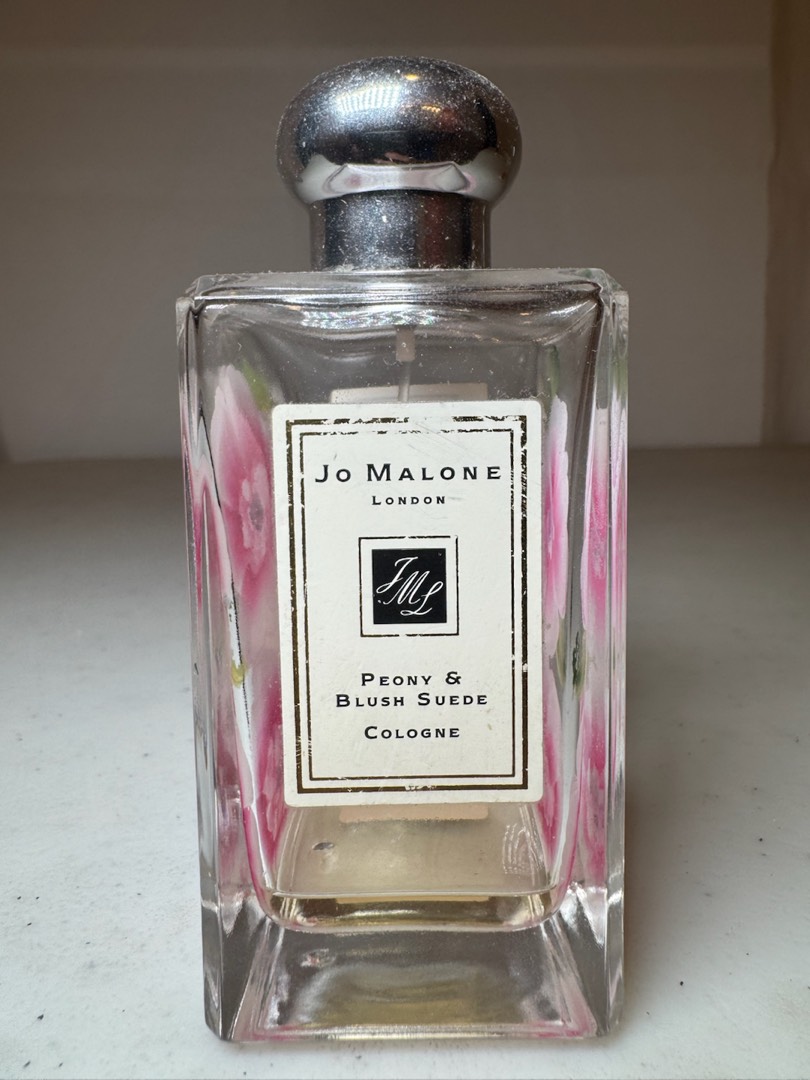 Jo Malone
London
JML
Peony &
Blush Suede
Cologne